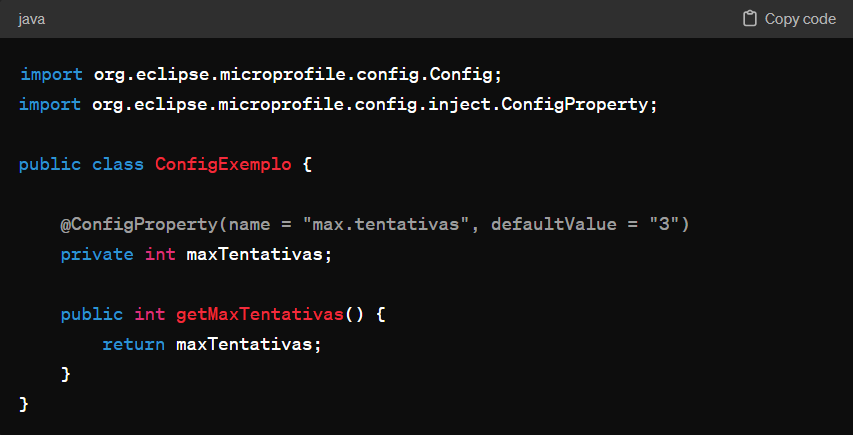 java
Copy code
import org.eclipse.microprofile.config.Config;
import org.eclipse.microprofile.config.inject.ConfigProperty;
public class ConfigExemplo {
@ConfigProperty(name = "max.tentativas", defaultValue = "3")
private int maxTentativas;
public int getMaxTentativas() {
return maxTentativas;
}
}